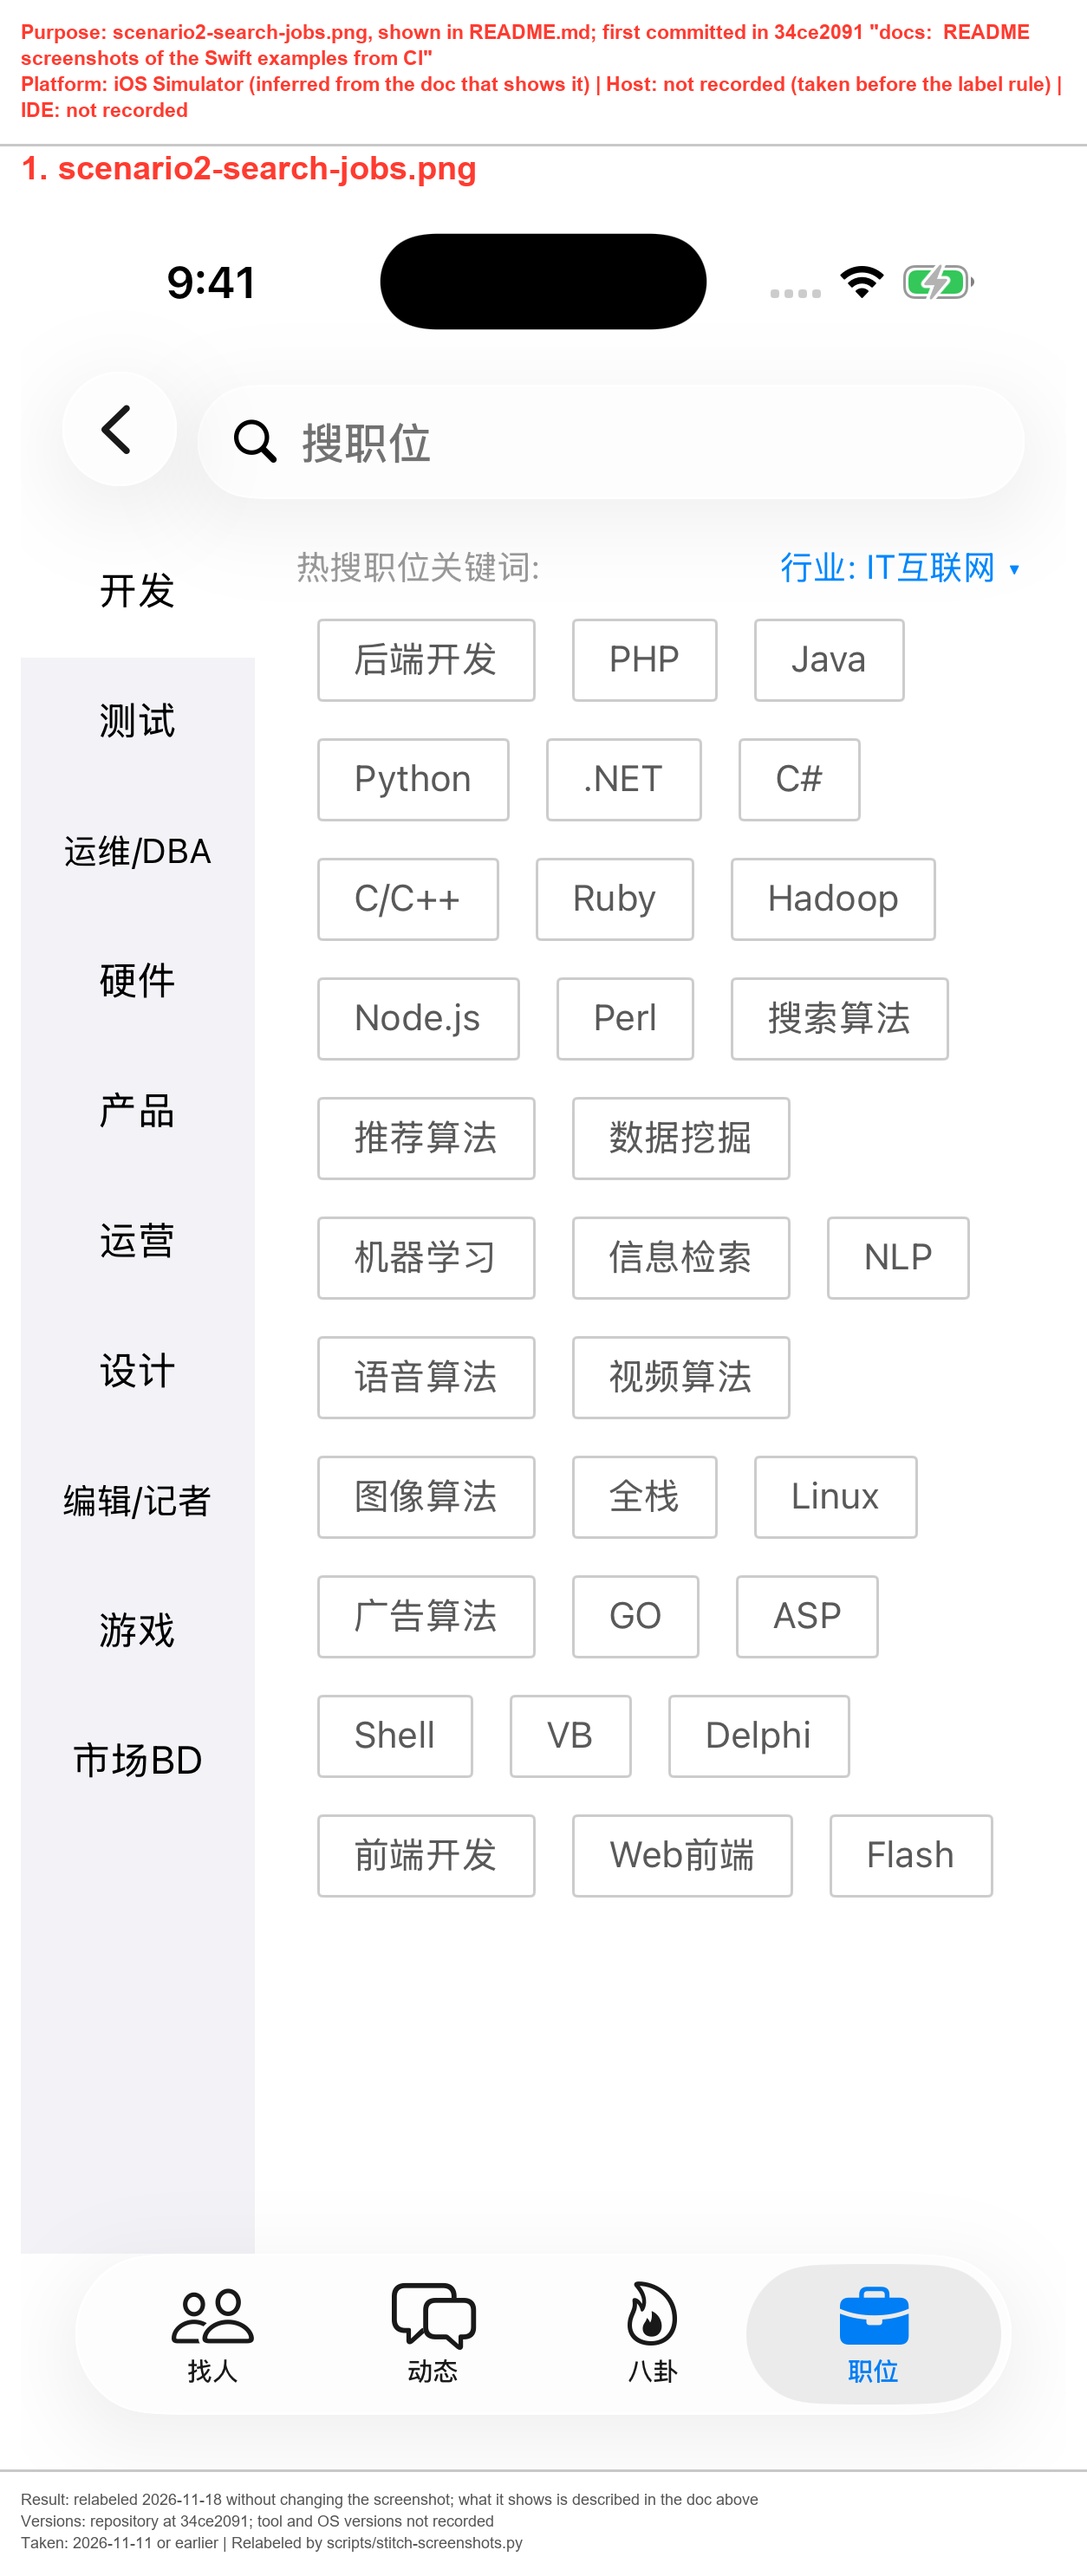 Purpose: scenario2-search-jobs.png, shown in README.md; first committed in 34ce2091 "docs:  README
screenshots of the Swift examples from CI"
Platform: iOS Simulator (inferred from the doc that shows it) | Host: not recorded (taken before the label rule) |
IDE: not recorded
1. scenario2-search-jobs.png
9:41
搜职位
热搜职位关键词: 行业: IT互联网 ▾
开发
测试
运维/DBA
硬件
产品
运营
设计
编辑/记者
游戏
市场BD
后端开发 PHP Java
Python .NET C#
C/C++ Ruby Hadoop
Node.js Perl 搜索算法
推荐算法 数据挖掘
机器学习 信息检索 NLP
语音算法 视频算法
图像算法 全栈 Linux
广告算法 GO ASP
Shell VB Delphi
前端开发 Web前端 Flash
找人 动态 八卦 职位
Result: relabeled 2026-11-18 without changing the screenshot; what it shows is described in the doc above
Versions: repository at 34ce2091; tool and OS versions not recorded
Taken: 2026-11-11 or earlier | Relabeled by scripts/stitch-screenshots.py